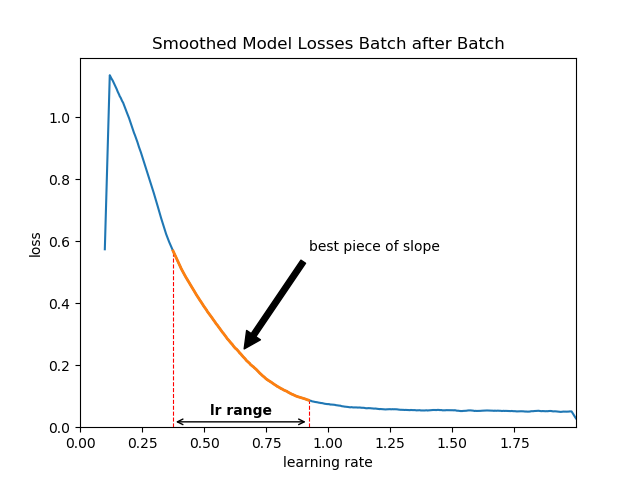 Smoothed Model Losses Batch after Batch
loss
1.0
0.8
0.6
0.4
0.2
0.0
best piece of slope
lr range
0.00 0.25 0.50 0.75 1.00 1.25 1.50 1.75
learning rate